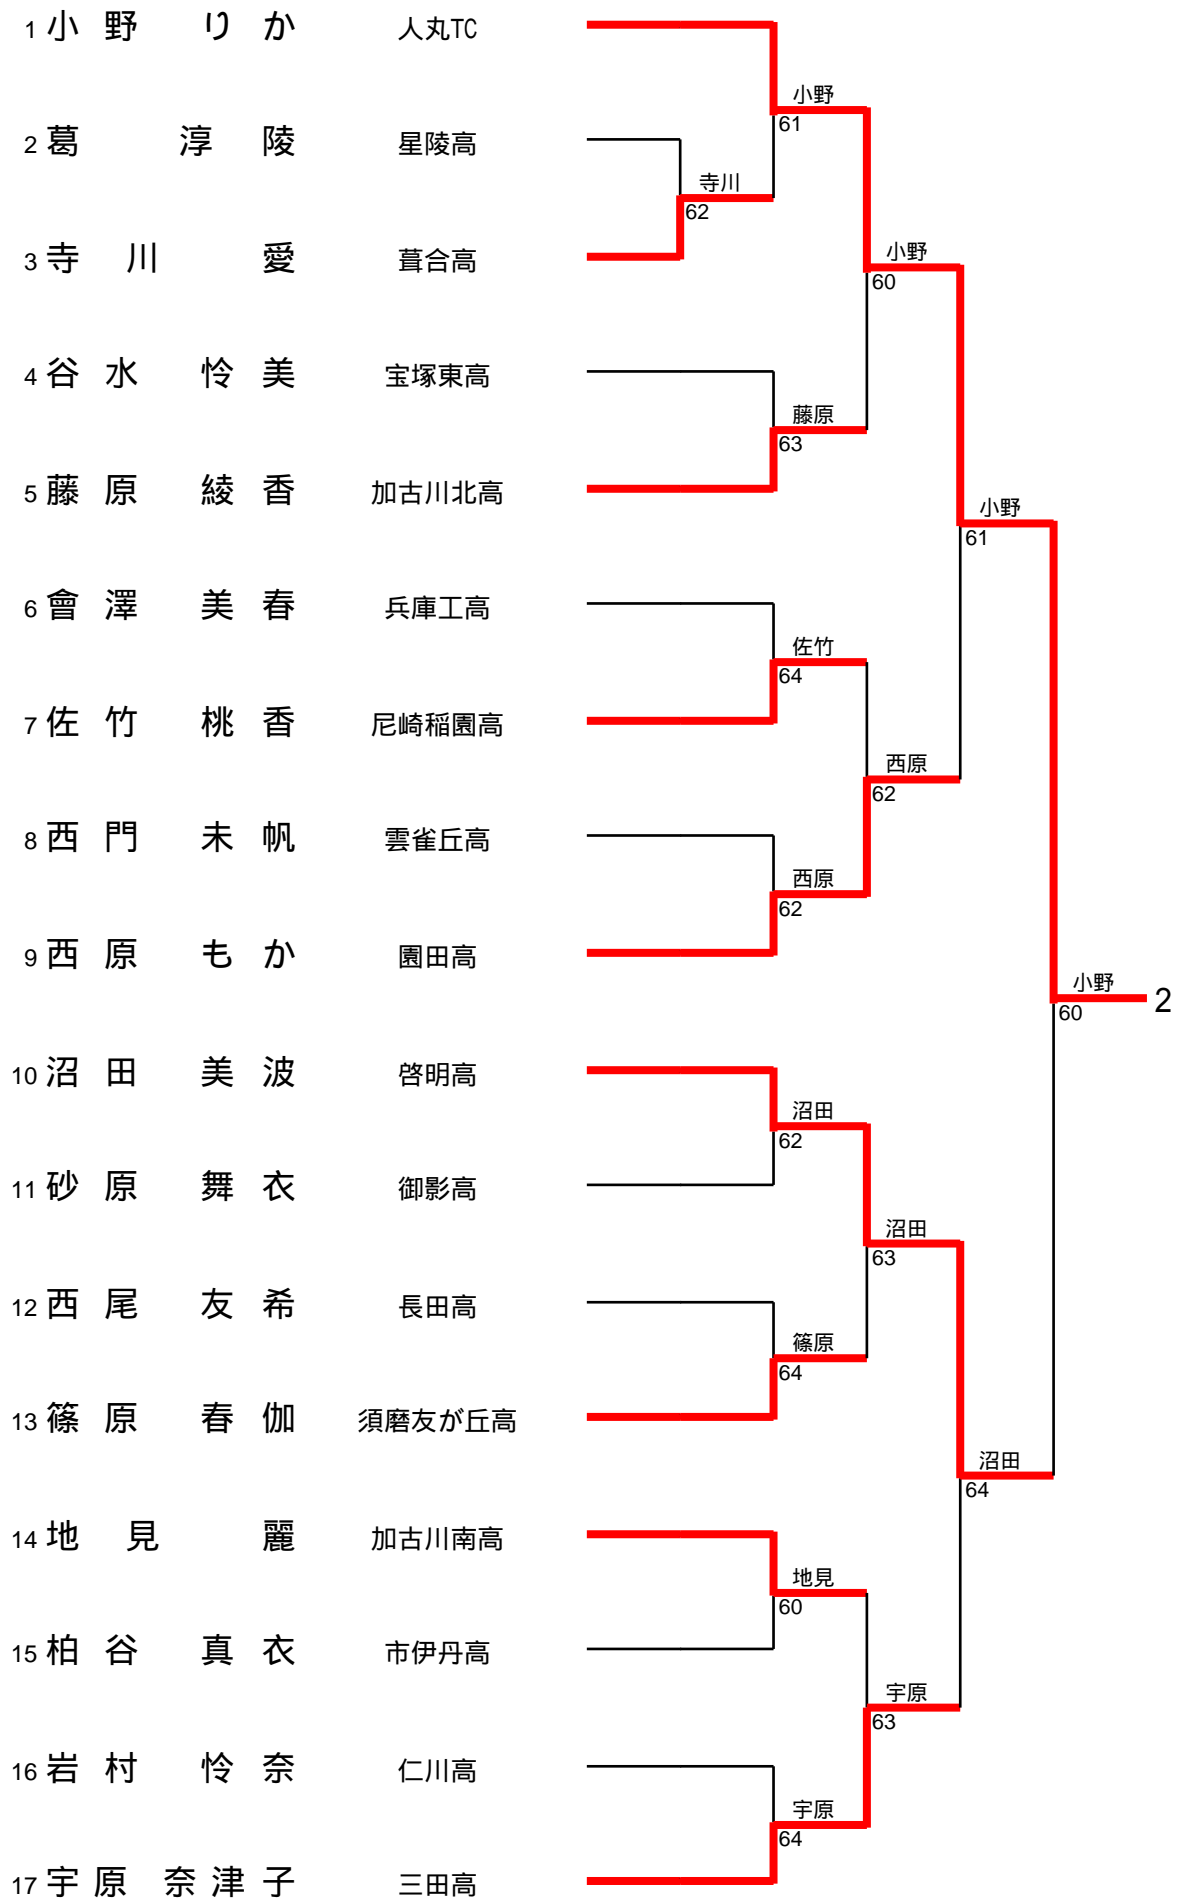 1 小野 りか 人丸TC
小野
61
2 葛 淳陵 星陵高
寺川
62
3 寺川 愛 葺合高
小野
60
4 谷水 怜美 宝塚東高
藤原
63
5 藤原 綾香 加古川北高
小野
61
6 會澤 美春 兵庫工高
佐竹
64
7 佐竹 桃香 尼崎稲園高
西原
62
8 西門 未帆 雲雀丘高
西原
62
9 西原 もか 園田高
小野
60
2
10 沼田 美波 啓明高
沼田
62
11 砂原 舞衣 御影高
沼田
63
12 西尾 友希 長田高
篠原
64
13 篠原 春伽 須磨友が丘高
沼田
64
14 地見 麗 加古川南高
地見
60
15 柏谷 真衣 市伊丹高
宇原
63
16 岩村 怜奈 仁川高
宇原
64
17 宇原 奈津子 三田高